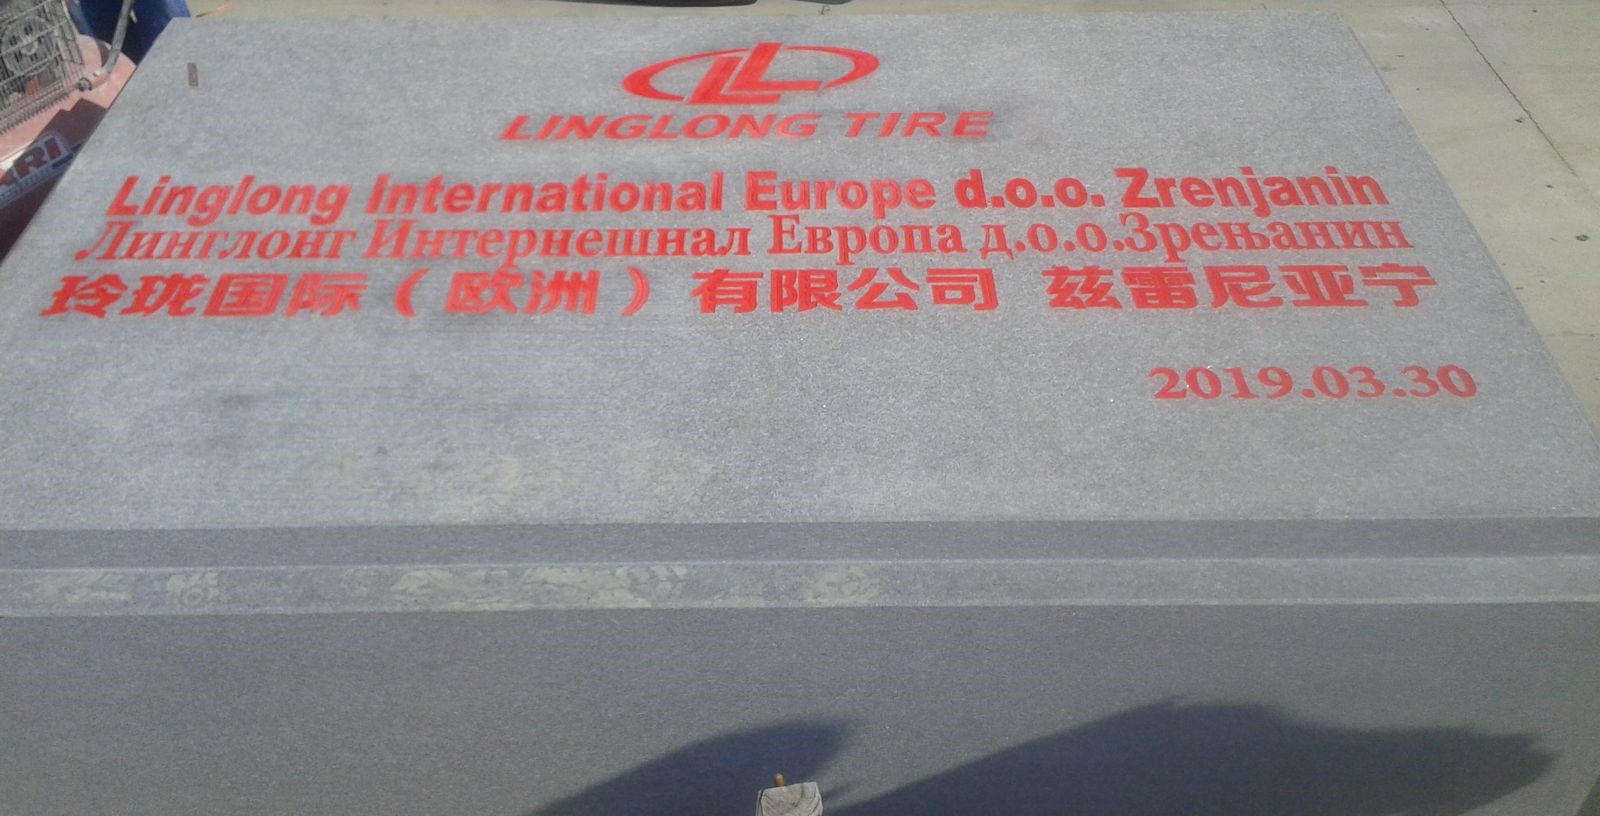 LL
LINGLONG TIRE
Linglong International Europe d.o.o. Zrenjanin
Линглонг Интернешнал Европа д.о.о.Зрењанин
玲珑国际（欧洲）有限公司 兹雷尼亚宁
2019.03.30